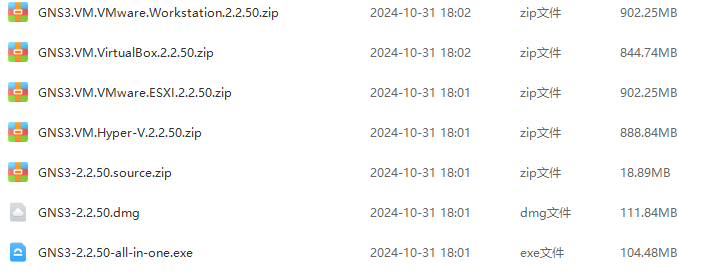 GNS3.VM.VMware.Workstation.2.2.50.zip 2024-10-31 18:02 zip文件 902.25MB
GNS3.VM.VirtualBox.2.2.50.zip 2024-10-31 18:02 zip文件 844.74MB
GNS3.VM.VMware.ESXI.2.2.50.zip 2024-10-31 18:01 zip文件 902.25MB
GNS3.VM.Hyper-V.2.2.50.zip 2024-10-31 18:01 zip文件 888.84MB
GNS3-2.2.50.source.zip 2024-10-31 18:01 zip文件 18.89MB
GNS3-2.2.50.dmg 2024-10-31 18:01 dmg文件 111.84MB
GNS3-2.2.50-all-in-one.exe 2024-10-31 18:01 exe文件 104.48MB